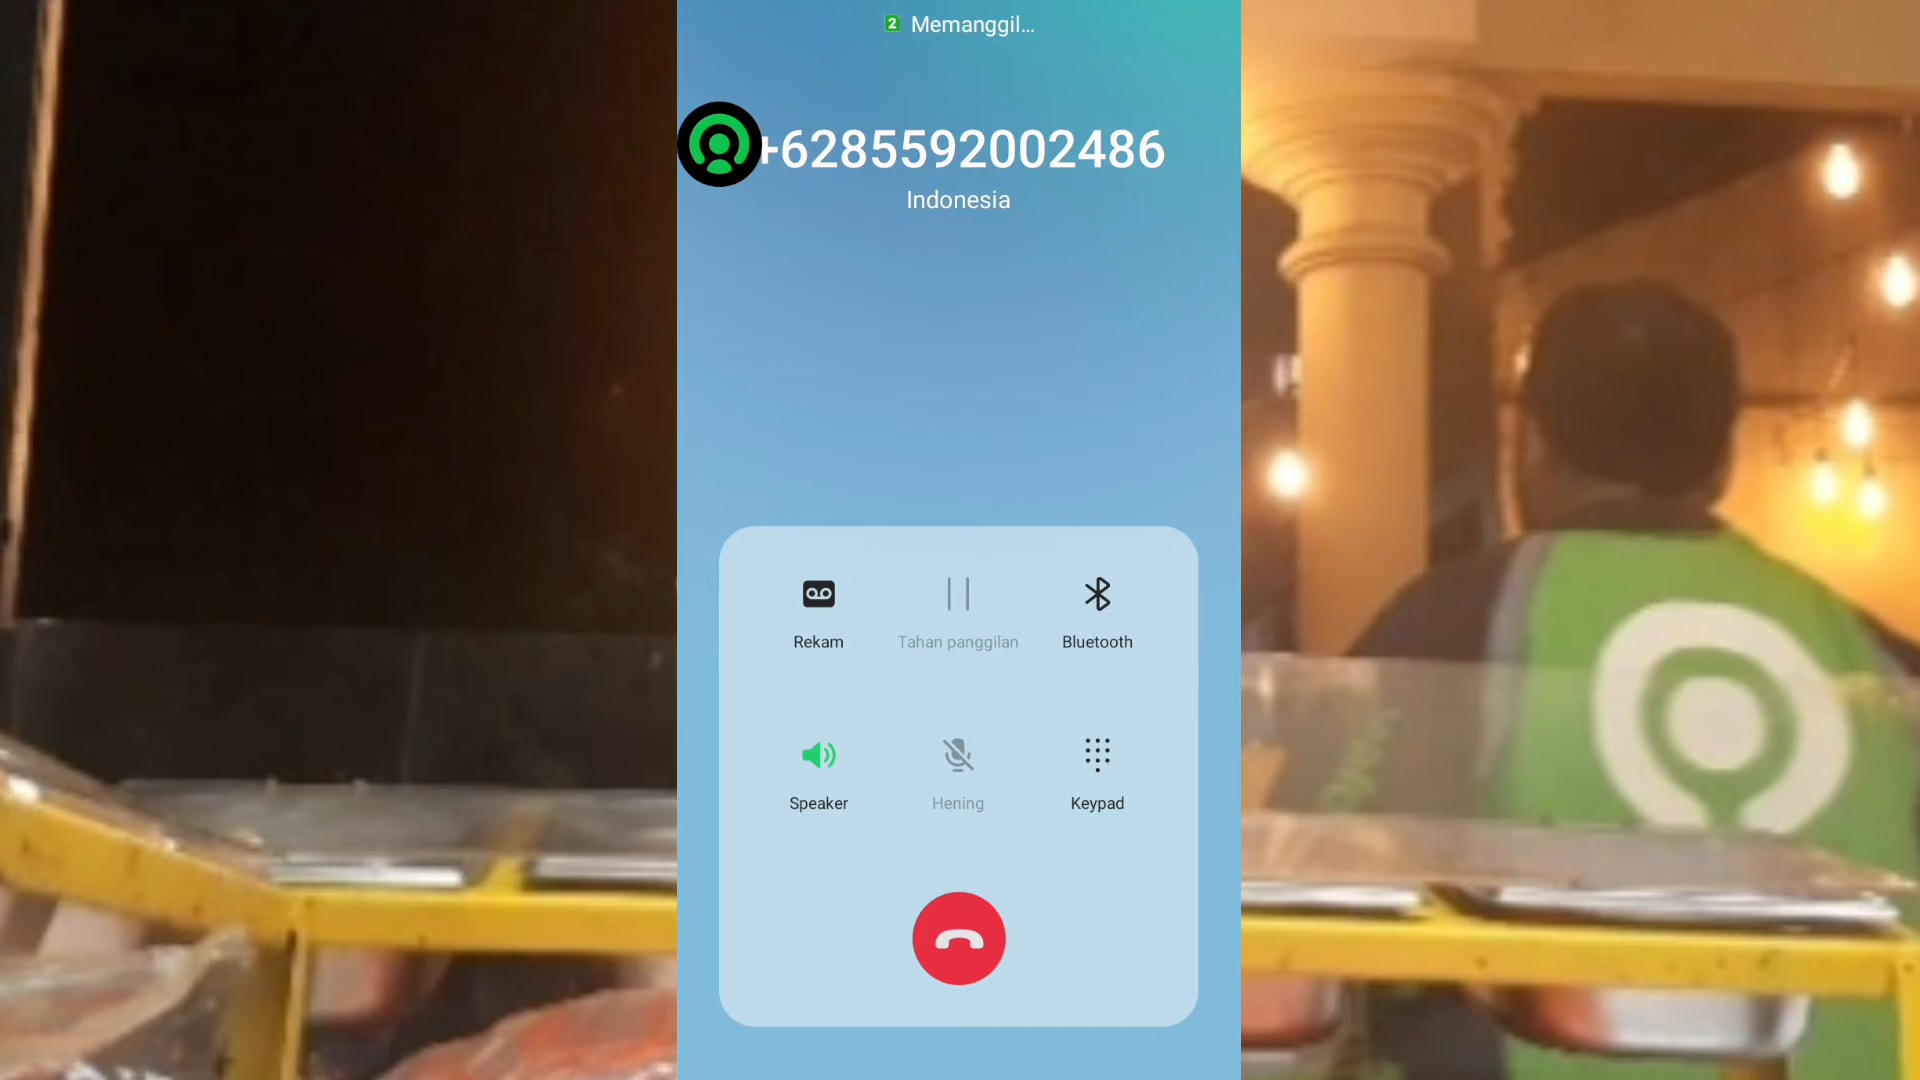 2 Memanggil...
+6285592002486
Indonesia
Rekam
Tahan panggilan
Bluetooth
Speaker
Hening
Keypad